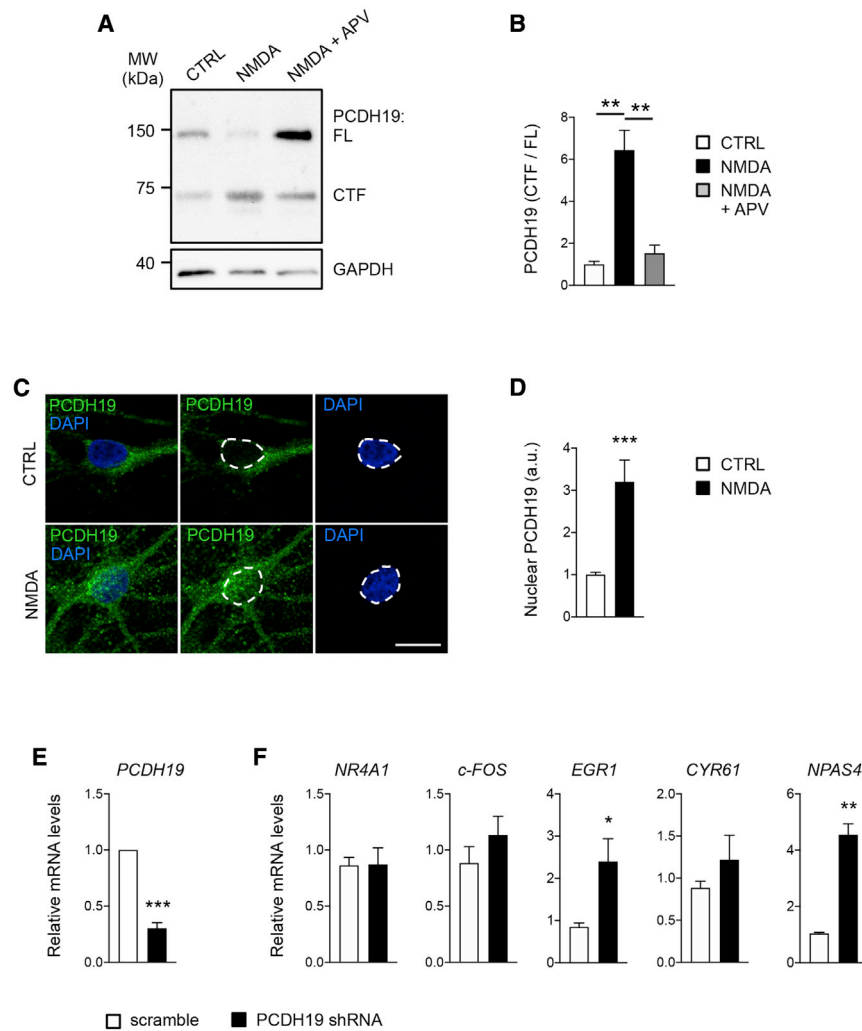 A
MW
(kDa)
CTRL
NMDA
NMDA + APV
150
75
40
PCDH19:
FL
CTF
GAPDH
B
PCDH19 (CTF / FL)
8
6
4
2
0
**
**
CTRL
NMDA
NMDA
+ APV
C
CTRL
PCDH19
DAPI
PCDH19
DAPI
NMDA
PCDH19
DAPI
PCDH19
DAPI
D
Nuclear PCDH19 (a.u.)
4
3
2
1
0
***
CTRL
NMDA
E
PCDH19
Relative mRNA levels
1.5
1.0
0.5
0.0
***
F
Relative mRNA levels
NR4A1
1.5
1.0
0.5
0.0
c-FOS
1.5
1.0
0.5
0.0
EGR1
4
3
2
1
0
*
CYR61
2.0
1.5
1.0
0.5
0.0
NPAS4
6
4
2
0
**
scramble
PCDH19 shRNA